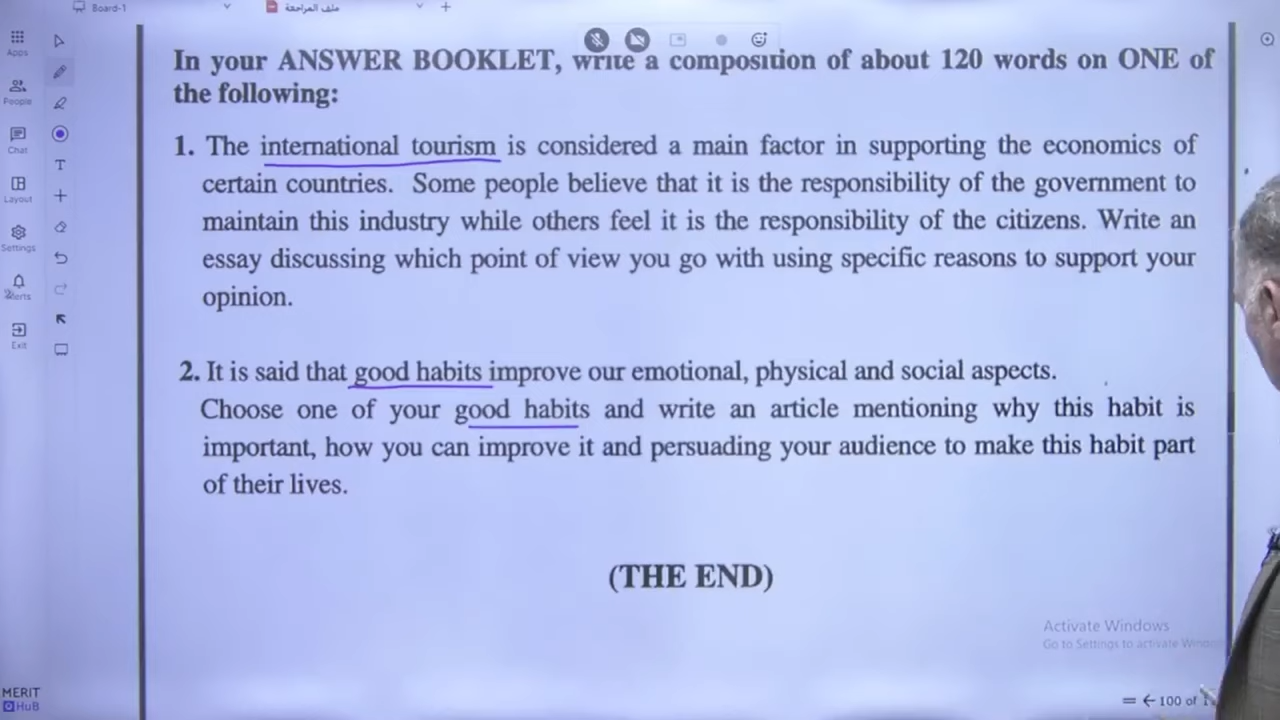 Board-1
ملف المراجعة
Apps
People
Chat
Layout
Settings
Alerts
Exit
In your ANSWER BOOKLET, write a composition of about 120 words on ONE of
the following:
1. The international tourism is considered a main factor in supporting the economics of
certain countries. Some people believe that it is the responsibility of the government to
maintain this industry while others feel it is the responsibility of the citizens. Write an
essay discussing which point of view you go with using specific reasons to support your
opinion.
2. It is said that good habits improve our emotional, physical and social aspects.
Choose one of your good habits and write an article mentioning why this habit is
important, how you can improve it and persuading your audience to make this habit part
of their lives.
(THE END)
Activate Windows
Go to Settings to activate
MERIT
HUB
100 of